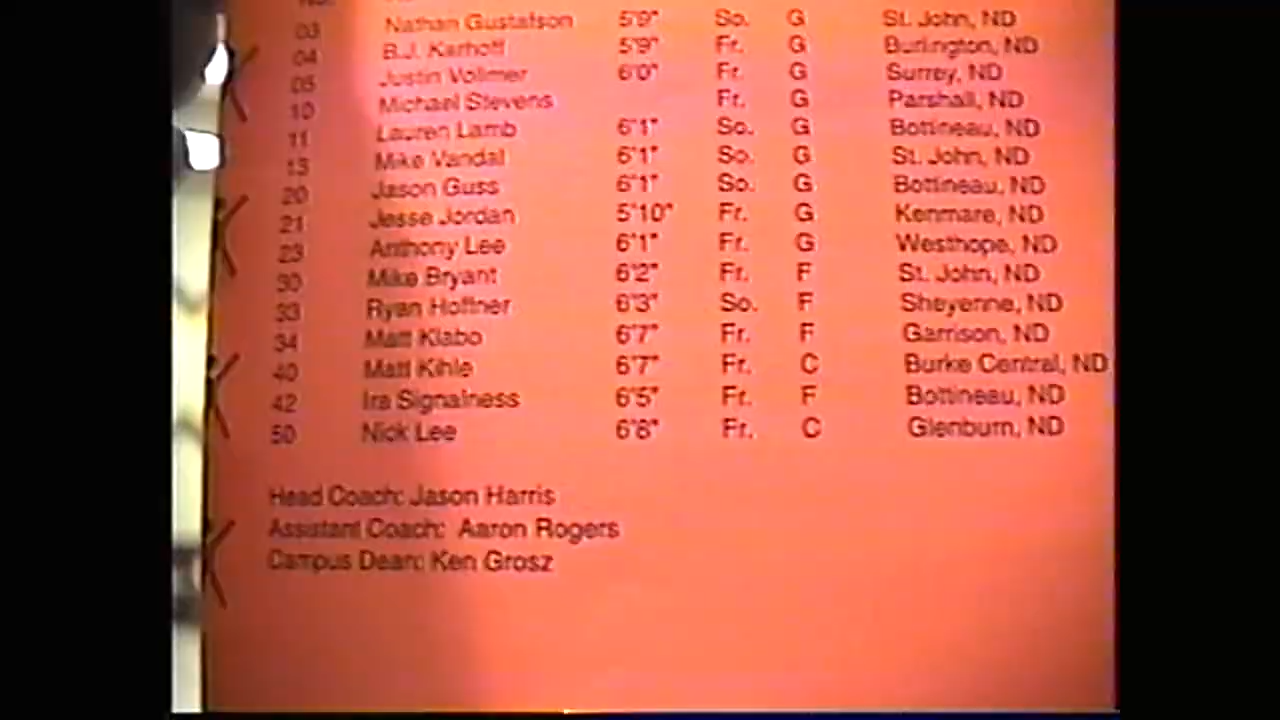 03 Nathan Gustafson 5'9" So. G St. John, ND
04 B.J. Kerhoff 5'9" Fr. G Burlington, ND
05 Justin Vollmer 6'0" Fr. G Surrey, ND
10 Michael Stevens Fr. G Parshall, ND
11 Lauren Lamb 6'1" So. G Bottineau, ND
13 Mike Vandal 6'1" So. G St. John, ND
20 Jason Guss 6'1" So. G Bottineau, ND
21 Jesse Jordan 5'10" Fr. G Kenmare, ND
23 Anthony Lee 6'1" Fr. G Westhope, ND
30 Mike Bryant 6'2" Fr. F St. John, ND
33 Ryan Hoffner 6'3" So. F Sheyenne, ND
34 Matt Klabo 6'7" Fr. F Garrison, ND
40 Matt Kihle 6'7" Fr. C Burke Central, ND
42 Ira Signalness 6'5" Fr. F Bottineau, ND
50 Nick Lee 6'8" Fr. C Glenburn, ND
Head Coach: Jason Harris
Assistant Coach: Aaron Rogers
Campus Dean: Ken Grosz